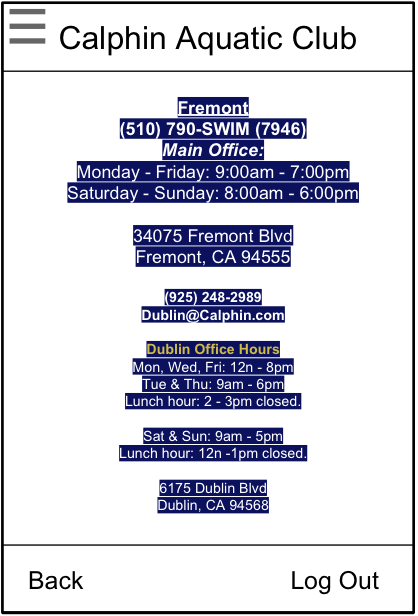 Calphin Aquatic Club
Fremont
(510) 790-SWIM (7946)
Main Office:
Monday - Friday: 9:00am - 7:00pm
Saturday - Sunday: 8:00am - 6:00pm
34075 Fremont Blvd
Fremont, CA 94555
(925) 248-2989
Dublin@Calphin.com
Dublin Office Hours
Mon, Wed, Fri: 12n - 8pm
Tue & Thu: 9am - 6pm
Lunch hour: 2 - 3pm closed.
Sat & Sun: 9am - 5pm
Lunch hour: 12n -1pm closed.
6175 Dublin Blvd
Dublin, CA 94568
Back Log Out